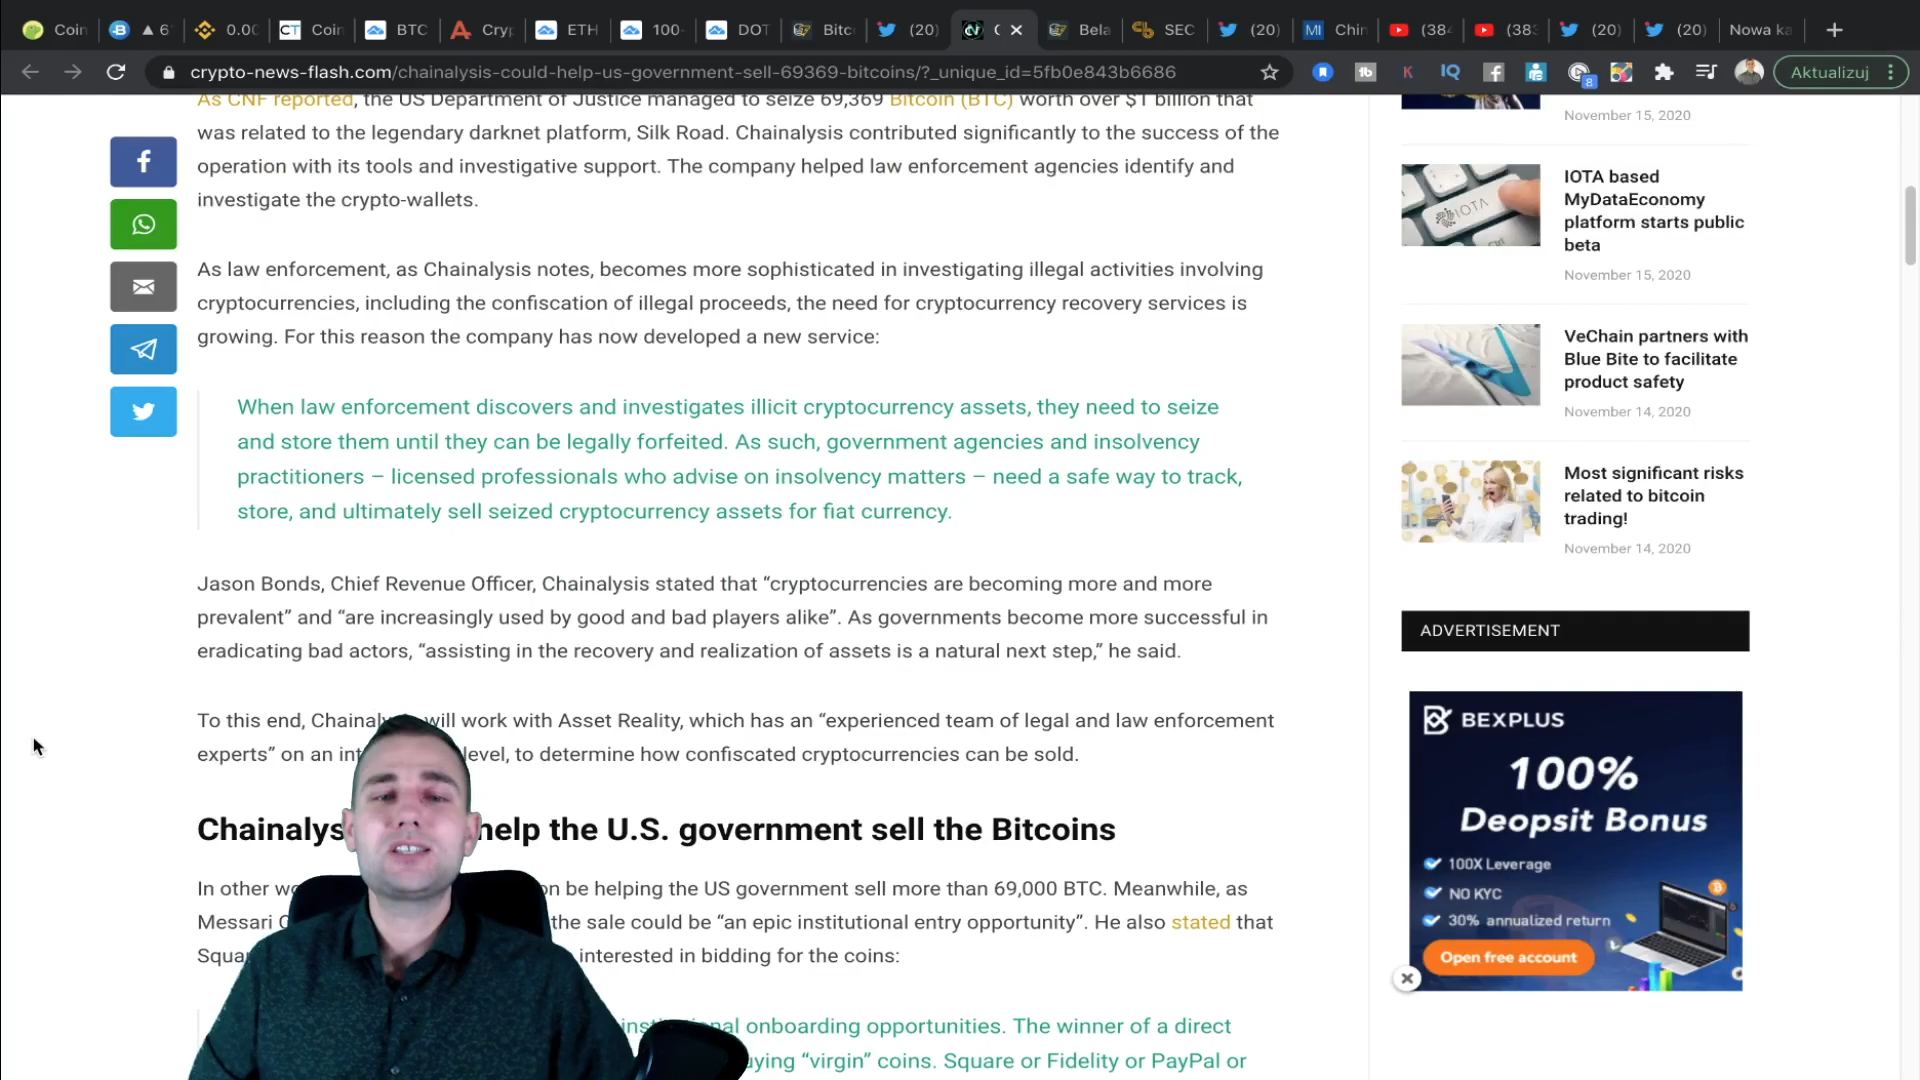 Coin
6
0.00
CT Coin
BTC
Cryp
ETH
100-
DOT
Bitc
(20)
C
Bela
SEC
(20)
MI Chin
(384
(383
(20)
(20)
Nowa ka
crypto-news-flash.com/chainalysis-could-help-us-government-sell-69369-bitcoins/?_unique_id=5fb0e843b6686
tb
K
IQ
8
Aktualizuj
As CNF reported, the US Department of Justice managed to seize 69,369 Bitcoin (BTC) worth over $1 billion that
was related to the legendary darknet platform, Silk Road. Chainalysis contributed significantly to the success of the
operation with its tools and investigative support. The company helped law enforcement agencies identify and
investigate the crypto-wallets.
As law enforcement, as Chainalysis notes, becomes more sophisticated in investigating illegal activities involving
cryptocurrencies, including the confiscation of illegal proceeds, the need for cryptocurrency recovery services is
growing. For this reason the company has now developed a new service:
When law enforcement discovers and investigates illicit cryptocurrency assets, they need to seize
and store them until they can be legally forfeited. As such, government agencies and insolvency
practitioners – licensed professionals who advise on insolvency matters – need a safe way to track,
store, and ultimately sell seized cryptocurrency assets for fiat currency.
Jason Bonds, Chief Revenue Officer, Chainalysis stated that “cryptocurrencies are becoming more and more
prevalent” and “are increasingly used by good and bad players alike”. As governments become more successful in
eradicating bad actors, “assisting in the recovery and realization of assets is a natural next step,” he said.
To this end, Chainaly will work with Asset Reality, which has an “experienced team of legal and law enforcement
experts” on an int level, to determine how confiscated cryptocurrencies can be sold.
Chainalys help the U.S. government sell the Bitcoins
In other wo on be helping the US government sell more than 69,000 BTC. Meanwhile, as
Messari C the sale could be “an epic institutional entry opportunity”. He also stated that
Squa interested in bidding for the coins:
onboarding opportunities. The winner of a direct
“virgin” coins. Square or Fidelity or PayPal or
November 15, 2020
IOTA
IOTA based
MyDataEconomy
platform starts public
beta
November 15, 2020
VeChain partners with
Blue Bite to facilitate
product safety
November 14, 2020
Most significant risks
related to bitcoin
trading!
November 14, 2020
ADVERTISEMENT
BEXPLUS
100%
Deopsit Bonus
100X Leverage
NO KYC
30% annualized return
Open free account